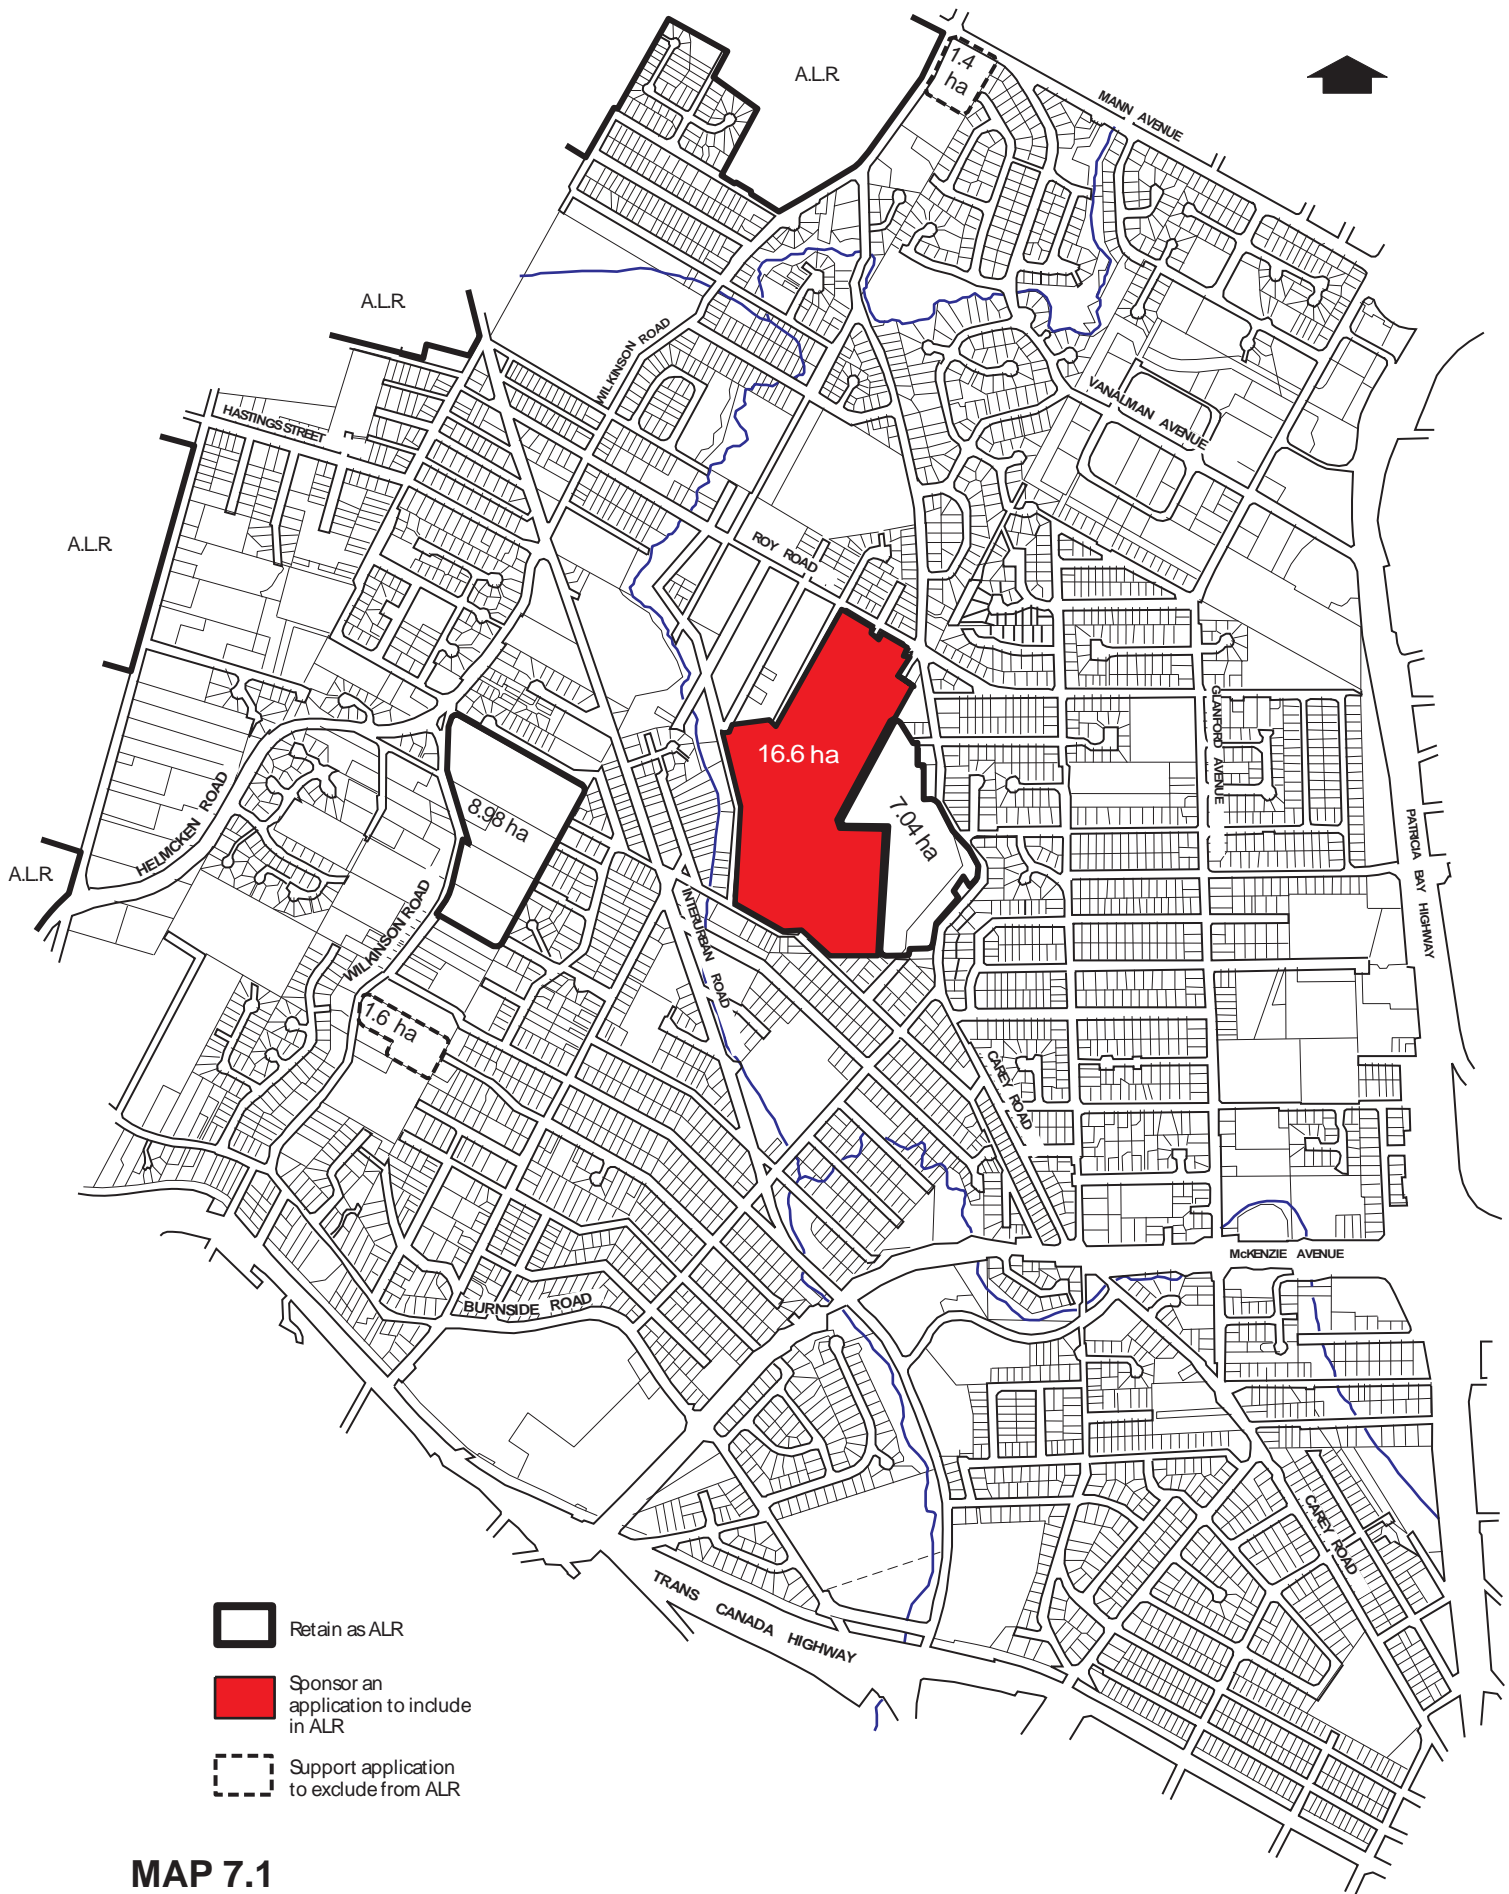 1.4
ha
A.L.R.
MANN AVENUE
A.L.R.
WILKINSON ROAD
HASTINGS STREET
VANALMAN AVENUE
A.L.R.
ROY ROAD
GLANFORD AVENUE
16.6 ha
7.04 ha
8.98 ha
HELMCKEN ROAD
PATRICIA BAY HIGHWAY
A.L.R.
WILKINSON ROAD
INTERURBAN ROAD
1.6 ha
CAREY ROAD
McKENZIE AVENUE
BURNSIDE ROAD
CAREY ROAD
TRANS CANADA HIGHWAY
Retain as ALR
Sponsor an
application to include
in ALR
Support application
to exclude from ALR
MAP 7.1